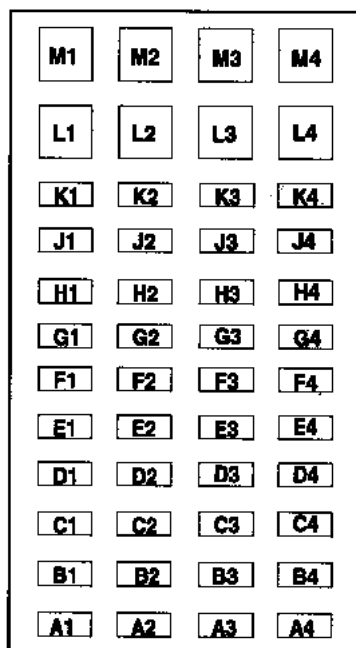 M1 M2 M3 M4
L1 L2 L3 L4
K1 K2 K3 K4
J1 J2 J3 J4
H1 H2 H3 H4
G1 G2 G3 G4
F1 F2 F3 F4
E1 E2 E3 E4
D1 D2 D3 D4
C1 C2 C3 C4
B1 B2 B3 B4
A1 A2 A3 A4